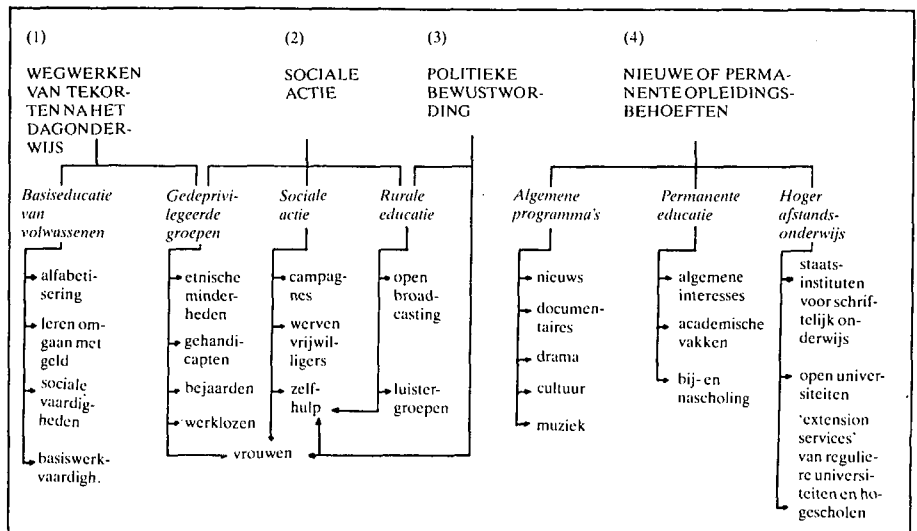 (1)
WEGWERKEN
VAN TEKOR-
TEN NA HET
DAGONDER-
WIJS
(2)
SOCIALE
ACTIE
(3)
POLITIEKE
BEWUSTWOR-
DING
(4)
NIEUWE OF PERMA-
NENTE OPLEIDINGS-
BEHOEFTEN
Basiseducatie
van
volwassenen
alfabeti-
sering
leren om-
gaan met
geld
sociale
vaardig-
heden
basiswerk-
vaardigh.
Gedeprivi-
legeerde
groepen
etnische
minder-
heden
gehandi-
capten
bejaarden
werklozen
vrouwen
Sociale
actie
campag-
nes
werven
vrijwil-
ligers
zelf-
hulp
Rurale
educatie
open
broad-
casting
luister-
groepen
Algemene
programma's
nieuws
documen-
taires
drama
cultuur
muziek
Permanente
educatie
algemene
interesses
academische
vakken
bij- en
nascholing
Hoger
afstands-
onderwijs
staats-
instituten
voor schrif-
telijk on-
derwijs
open univer-
siteiten
'extension
services'
van regulie-
re universi-
teiten en ho-
gescholen